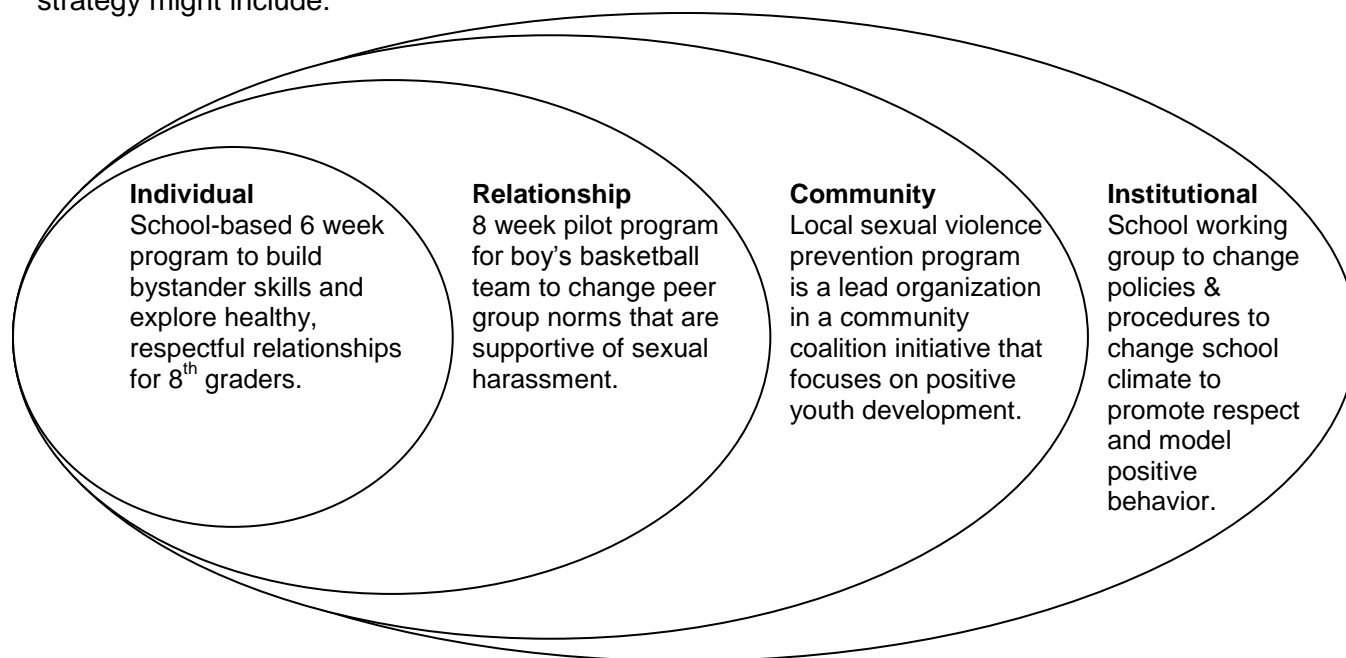 strategy might include:
Individual
School-based 6 week
program to build
bystander skills and
explore healthy,
respectful relationships
for 8th graders.
Relationship
8 week pilot program
for boy’s basketball
team to change peer
group norms that are
supportive of sexual
harassment.
Community
Local sexual violence
prevention program
is a lead organization
in a community
coalition initiative that
focuses on positive
youth development.
Institutional
School working
group to change
policies &
procedures to
change school
climate to
promote respect
and model
positive
behavior.